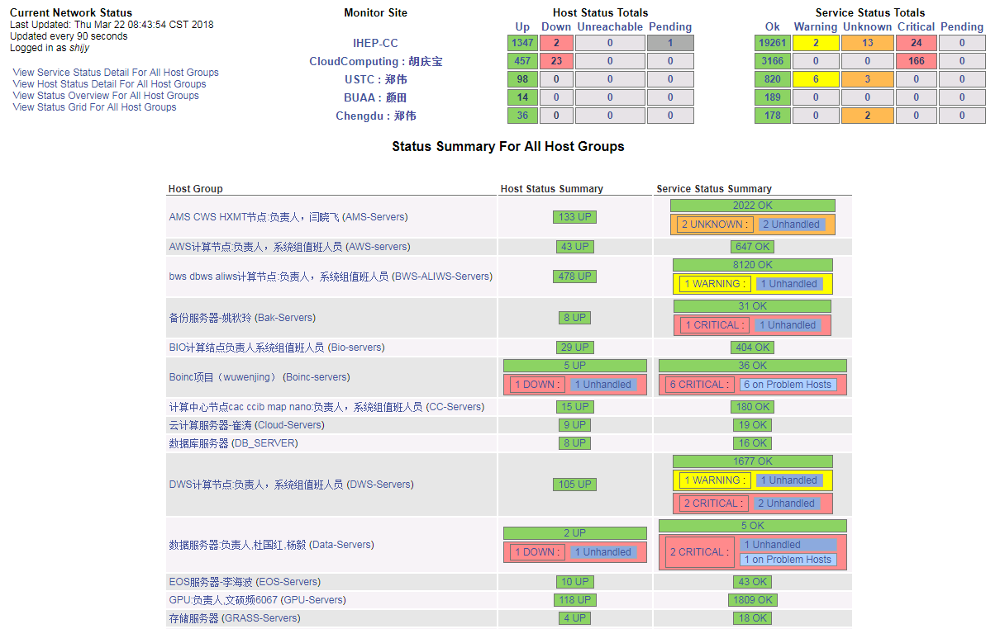 Current Network Status
Last Updated: Thu Mar 22 08:43:54 CST 2018
Updated every 90 seconds
Logged in as shijy
View Service Status Detail For All Host Groups
View Host Status Detail For All Host Groups
View Status Overview For All Host Groups
View Status Grid For All Host Groups
Monitor Site Host Status Totals Service Status Totals
Up Down Unreachable Pending Ok Warning Unknown Critical Pending
IHEP-CC 1347 2 0 1 19261 2 13 24 0
CloudComputing : 胡庆宝 457 23 0 0 3166 0 0 166 0
USTC : 郑伟 98 0 0 0 820 6 3 0 0
BUAA : 颜田 14 0 0 0 189 0 0 0 0
Chengdu : 郑伟 36 0 0 0 178 0 2 0 0
Status Summary For All Host Groups
Host Group Host Status Summary Service Status Summary
AMS CWS HXMT节点:负责人，闫晓飞 (AMS-Servers) 133 UP 2022 OK
2 UNKNOWN : 2 Unhandled
AWS计算节点:负责人，系统组值班人员 (AWS-servers) 43 UP 647 OK
bws dbws aliws计算节点:负责人，系统组值班人员 (BWS-ALIWS-Servers) 478 UP 8120 OK
1 WARNING : 1 Unhandled
备份服务器-姚秋玲 (Bak-Servers) 8 UP 31 OK
1 CRITICAL : 1 Unhandled
BIO计算结点负责人系统组值班人员 (Bio-servers) 29 UP 404 OK
Boinc项目（wuwenjing） (Boinc-servers) 5 UP 36 OK
1 DOWN : 1 Unhandled 6 CRITICAL : 6 on Problem Hosts
计算中心节点cac ccib map nano:负责人，系统组值班人员 (CC-Servers) 15 UP 180 OK
云计算服务器-崔涛 (Cloud-Servers) 9 UP 19 OK
数据库服务器 (DB_SERVER) 8 UP 16 OK
DWS计算节点:负责人，系统组值班人员 (DWS-Servers) 105 UP 1677 OK
1 WARNING : 1 Unhandled
2 CRITICAL : 2 Unhandled
数据服务器:负责人,杜国红,杨毅 (Data-Servers) 2 UP 5 OK
1 DOWN : 1 Unhandled 2 CRITICAL : 1 Unhandled
1 on Problem Hosts
EOS服务器-李海波 (EOS-Servers) 10 UP 43 OK
GPU:负责人,文硕频6067 (GPU-Servers) 118 UP 1809 OK
存储服务器 (GRASS-Servers) 4 UP 18 OK